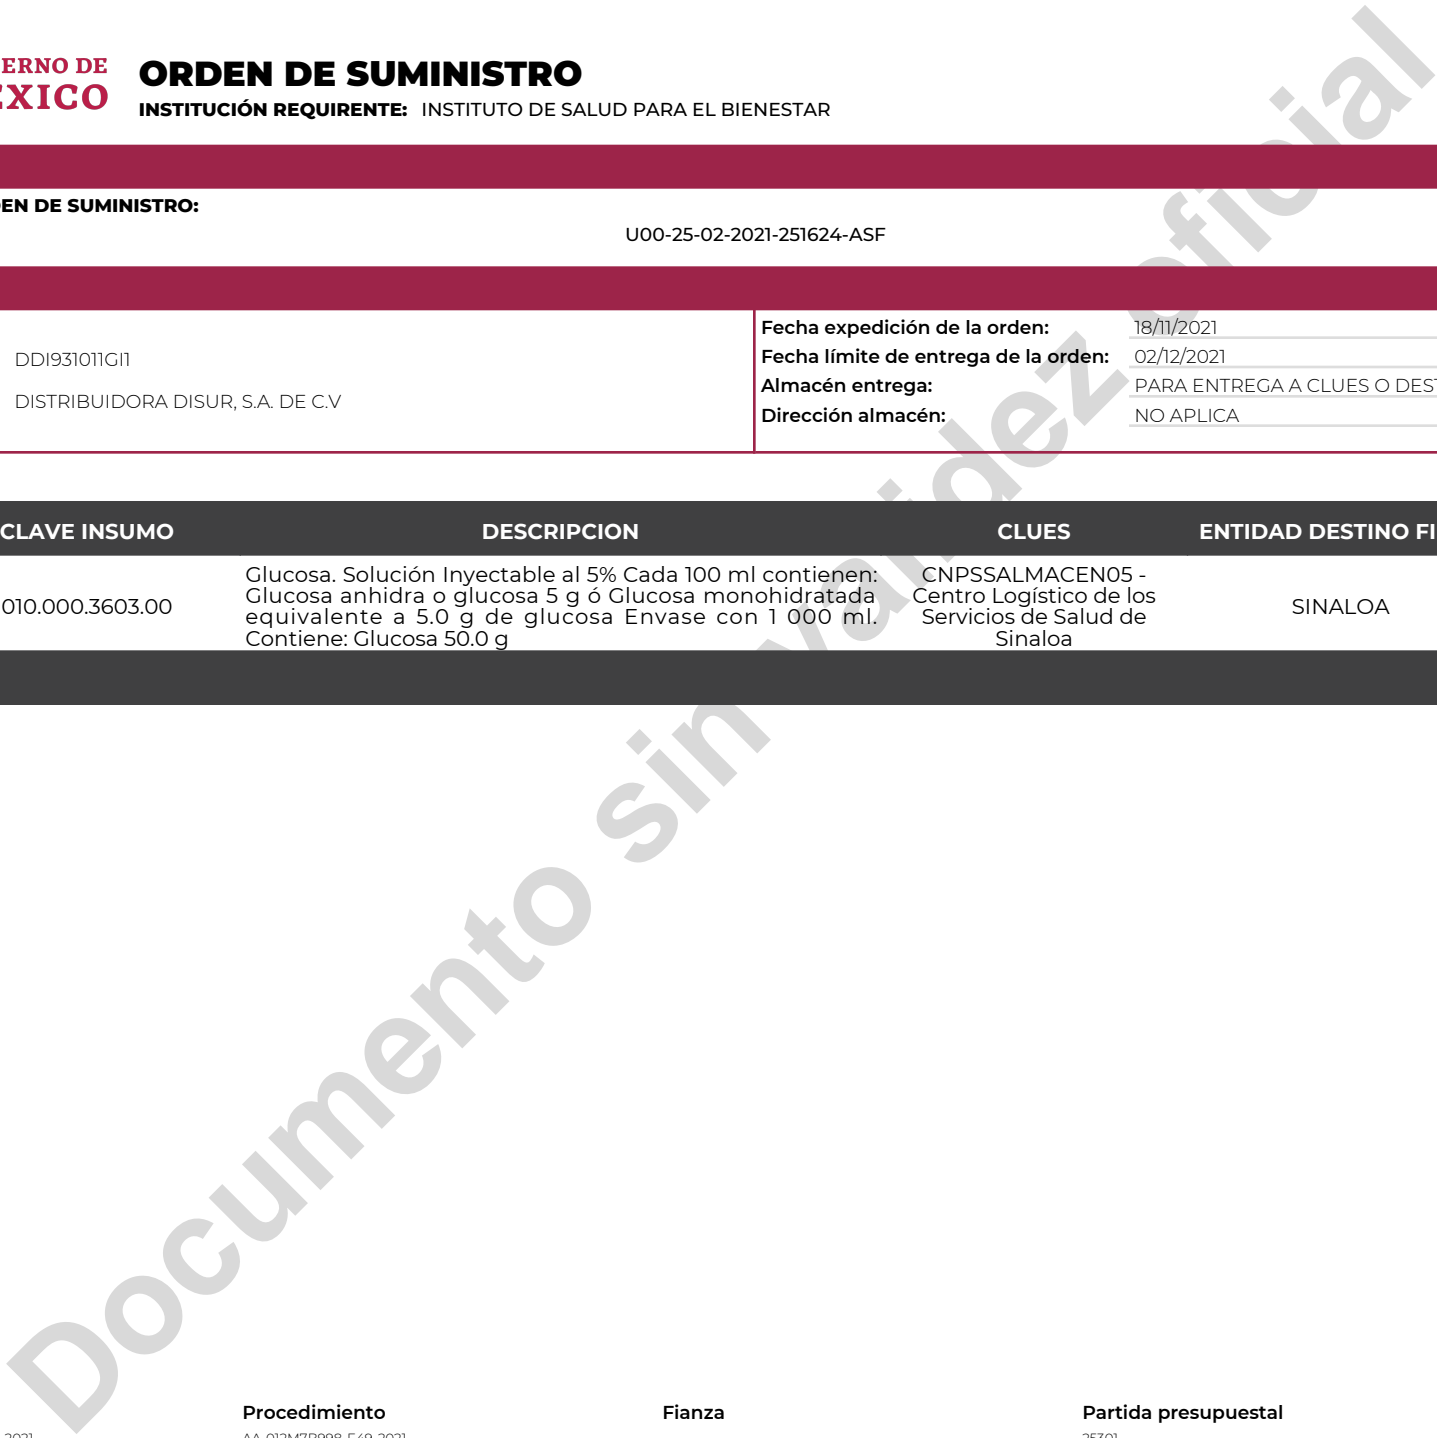 ERNO DE
ORDEN DE SUMINISTRO
EXICO
INSTITUCIÓN REQUIRENTE: INSTITUTO DE SALUD PARA EL BIENESTAR
EN DE SUMINISTRO:
U00-25-02-2021-251624-ASF
DDI931011GI1
DISTRIBUIDORA DISUR, S.A. DE C.V
Fecha expedición de la orden: 18/11/2021
Fecha límite de entrega de la orden: 02/12/2021
Almacén entrega: PARA ENTREGA A CLUES O DEST
Dirección almacén: NO APLICA
CLAVE INSUMO DESCRIPCION CLUES ENTIDAD DESTINO FI
010.000.3603.00
Glucosa. Solución Inyectable al 5% Cada 100 ml contienen:
Glucosa anhidra o glucosa 5 g ó Glucosa monohidratada
equivalente a 5.0 g de glucosa Envase con 1 000 ml.
Contiene: Glucosa 50.0 g
CNPSSALMACEN05 -
Centro Logístico de los
Servicios de Salud de
Sinaloa
SINALOA
Documento sin validez oficial
Procedimiento Fianza Partida presupuestal